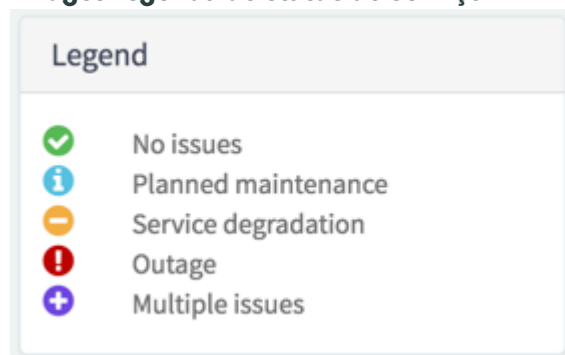 Legend
No issues
Planned maintenance
Service degradation
Outage
Multiple issues